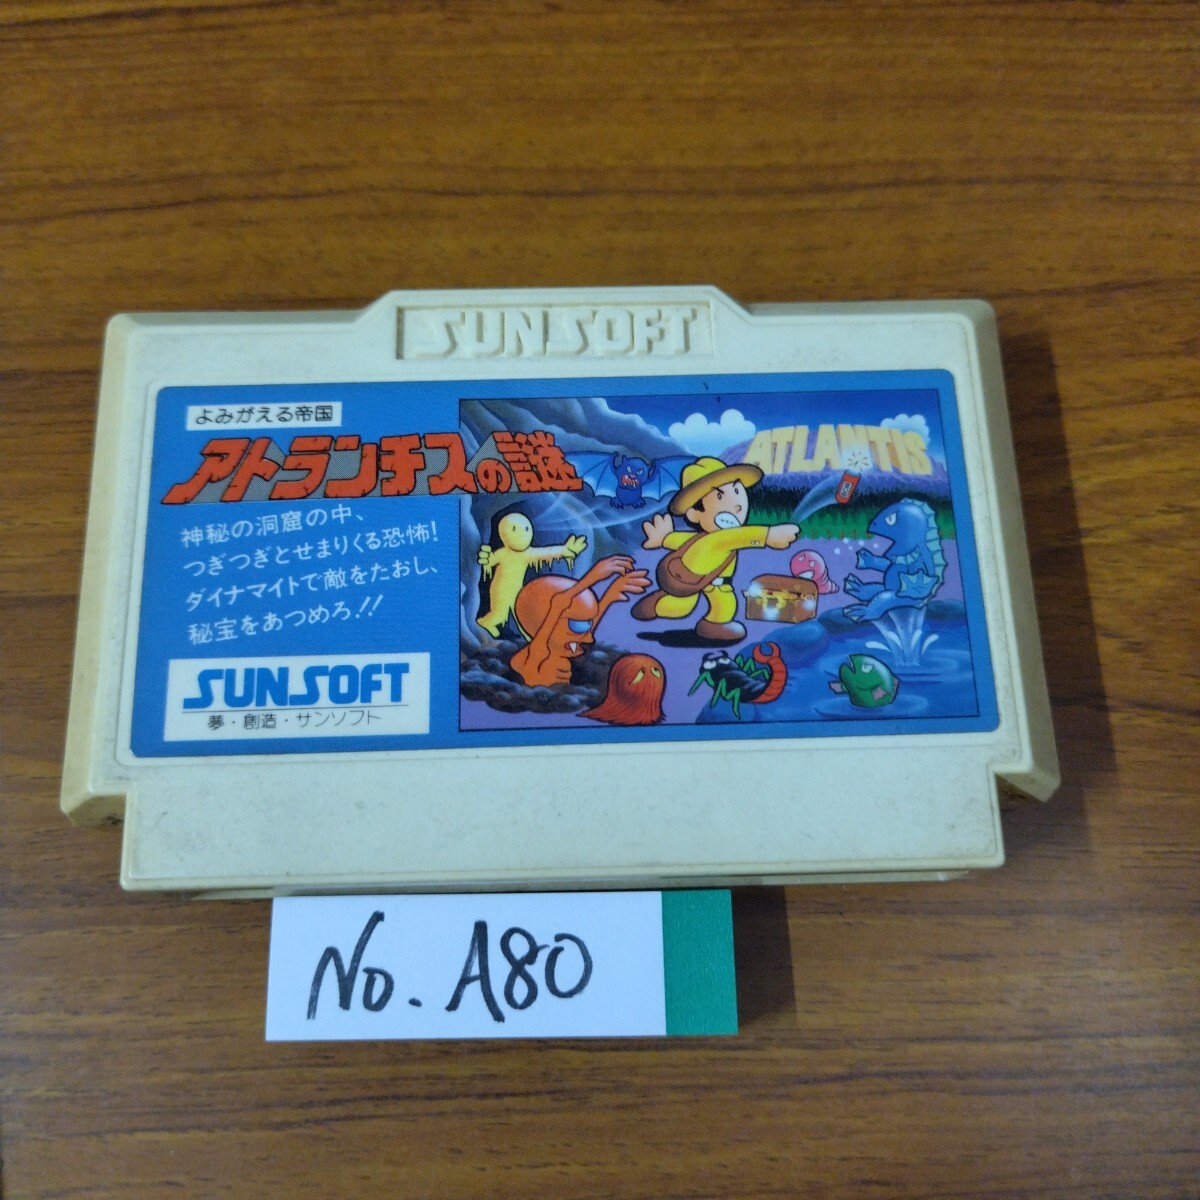 SUNSOFT
よみがえる帝国
アトランチスの謎
神秘の洞窟の中、
つぎつぎとせまりくる恐怖!
ダイナマイトで敵をたおし、
秘宝をあつめろ!!
SUNSOFT
夢・創造・サンソフト
ATLANTIS
No. A80